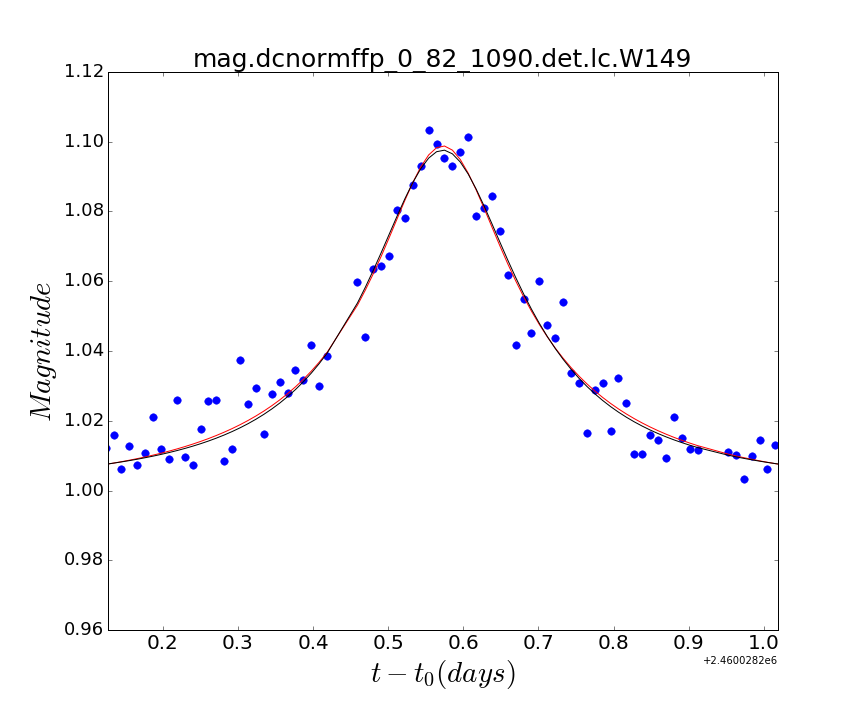 mag.dcnormffp_0_82_1090.det.lc.W149
Magnitude
1.12
1.10
1.08
1.06
1.04
1.02
1.00
0.98
0.96
0.2 0.3 0.4 0.5 0.6 0.7 0.8 0.9 1.0
+2.4600282e6
t − t₀(days)